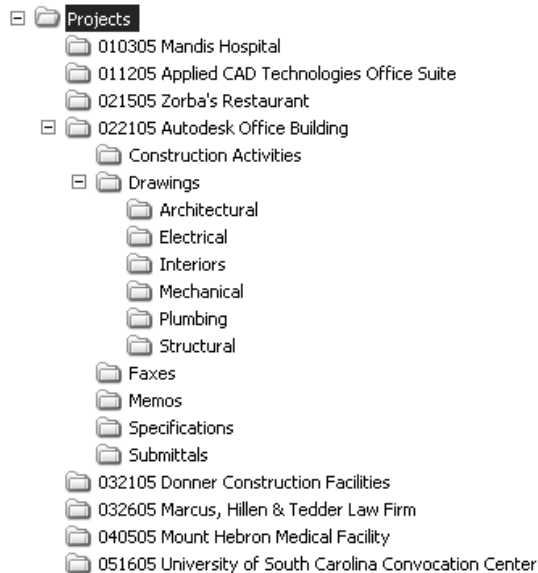 Projects
010305 Mandis Hospital
011205 Applied CAD Technologies Office Suite
021505 Zorba's Restaurant
022105 Autodesk Office Building
Construction Activities
Drawings
Architectural
Electrical
Interiors
Mechanical
Plumbing
Structural
Faxes
Memos
Specifications
Submittals
032105 Donner Construction Facilities
032605 Marcus, Hillen & Tedder Law Firm
040505 Mount Hebron Medical Facility
051605 University of South Carolina Convocation Center